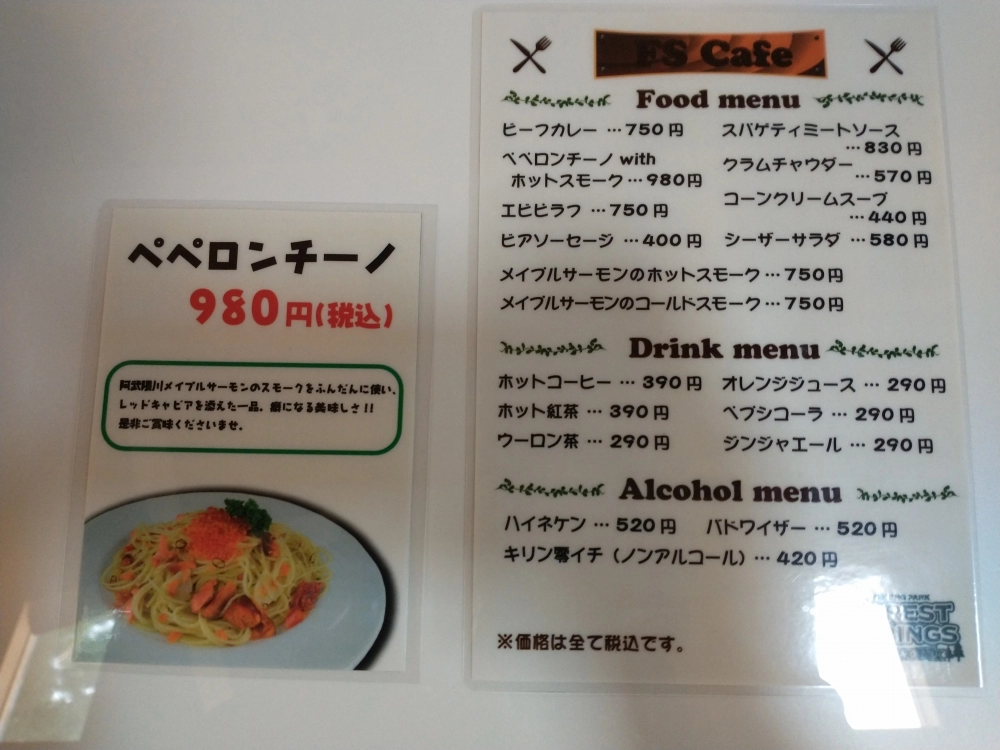 ペペロンチーノ
980円(税込)
阿武隈川メイプルサーモンのスモークをふんだんに使い、
レッドキャビアを添えた一品。癖になる美味しさ!!
是非ご賞味くださいませ。
FS Cafe
Food menu
ビーフカレー …750円
ペペロンチーノ with
ホットスモーク…980円
エビピラフ …750円
ビアソーセージ …400円
スパゲティミートソース
…830円
クラムチャウダー
…570円
コーンクリームスープ
…440円
シーザーサラダ …580円
メイプルサーモンのホットスモーク…750円
メイプルサーモンのコールドスモーク…750円
Drink menu
ホットコーヒー … 390円
ホット紅茶 … 390円
ウーロン茶 … 290円
オレンジジュース … 290円
ペプシコーラ … 290円
ジンジャエール … 290円
Alcohol menu
ハイネケン … 520円 バドワイザー … 520円
キリン零イチ（ノンアルコール）… 420円
※価格は全て税込です。